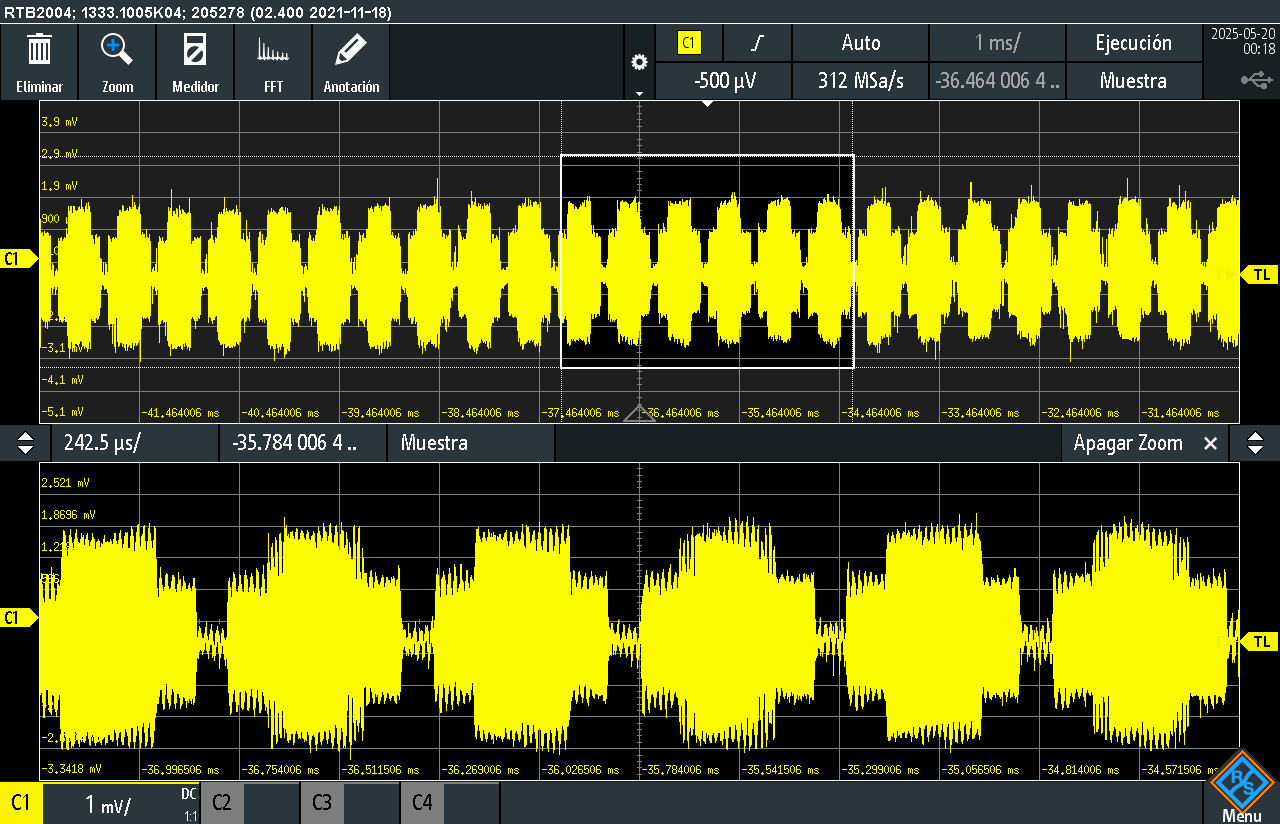 RTB2004; 1333.1005K04; 205278 (02.400 2021-11-18)
Eliminar
Zoom
Medidor
FFT
Anotación
C1
Auto
1 ms/
Ejecución
2025-05-20
00:18
-500 µV
312 MSa/s
-36.464 006 4 ..
Muestra
3.9 mV
2.9 mV
1.9 mV
900
-3.1
-4.1 mV
-5.1 mV
C1
TL
-41.464006 ms
-40.464006 ms
-39.464006 ms
-38.464006 ms
-37.464006 ms
-36.464006 ms
-35.464006 ms
-34.464006 ms
-33.464006 ms
-32.464006 ms
-31.464006 ms
242.5 µs/
-35.784 006 4 ..
Muestra
Apagar Zoom
2.521 mV
1.8696 mV
C1
TL
-3.3418 mV
-36.996506 ms
-36.754006 ms
-36.511506 ms
-36.269006 ms
-36.026506 ms
-35.784006 ms
-35.541506 ms
-35.299006 ms
-35.056506 ms
-34.814006 ms
-34.571506 ms
C1
1 mV/
DC
1:1
C2
C3
C4
R S
Menu